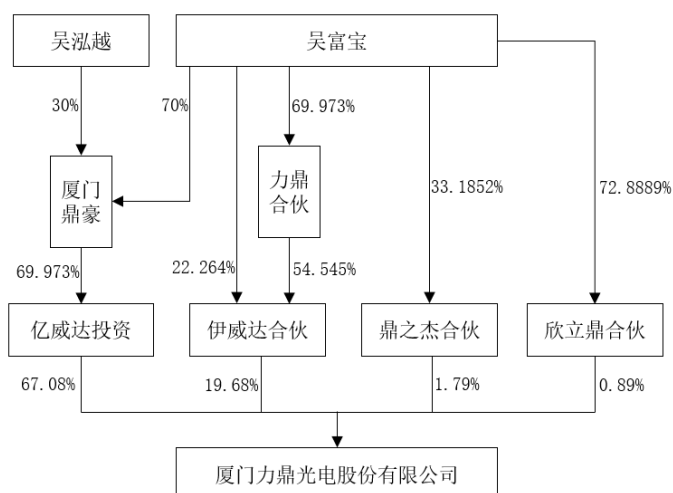 吴泓越
吴富宝
30%
70%
69.973%
厦门
鼎豪
力鼎
合伙
33.1852%
72.8889%
69.973%
22.264%
54.545%
亿威达投资
伊威达合伙
鼎之杰合伙
欣立鼎合伙
67.08%
19.68%
1.79%
0.89%
厦门力鼎光电股份有限公司